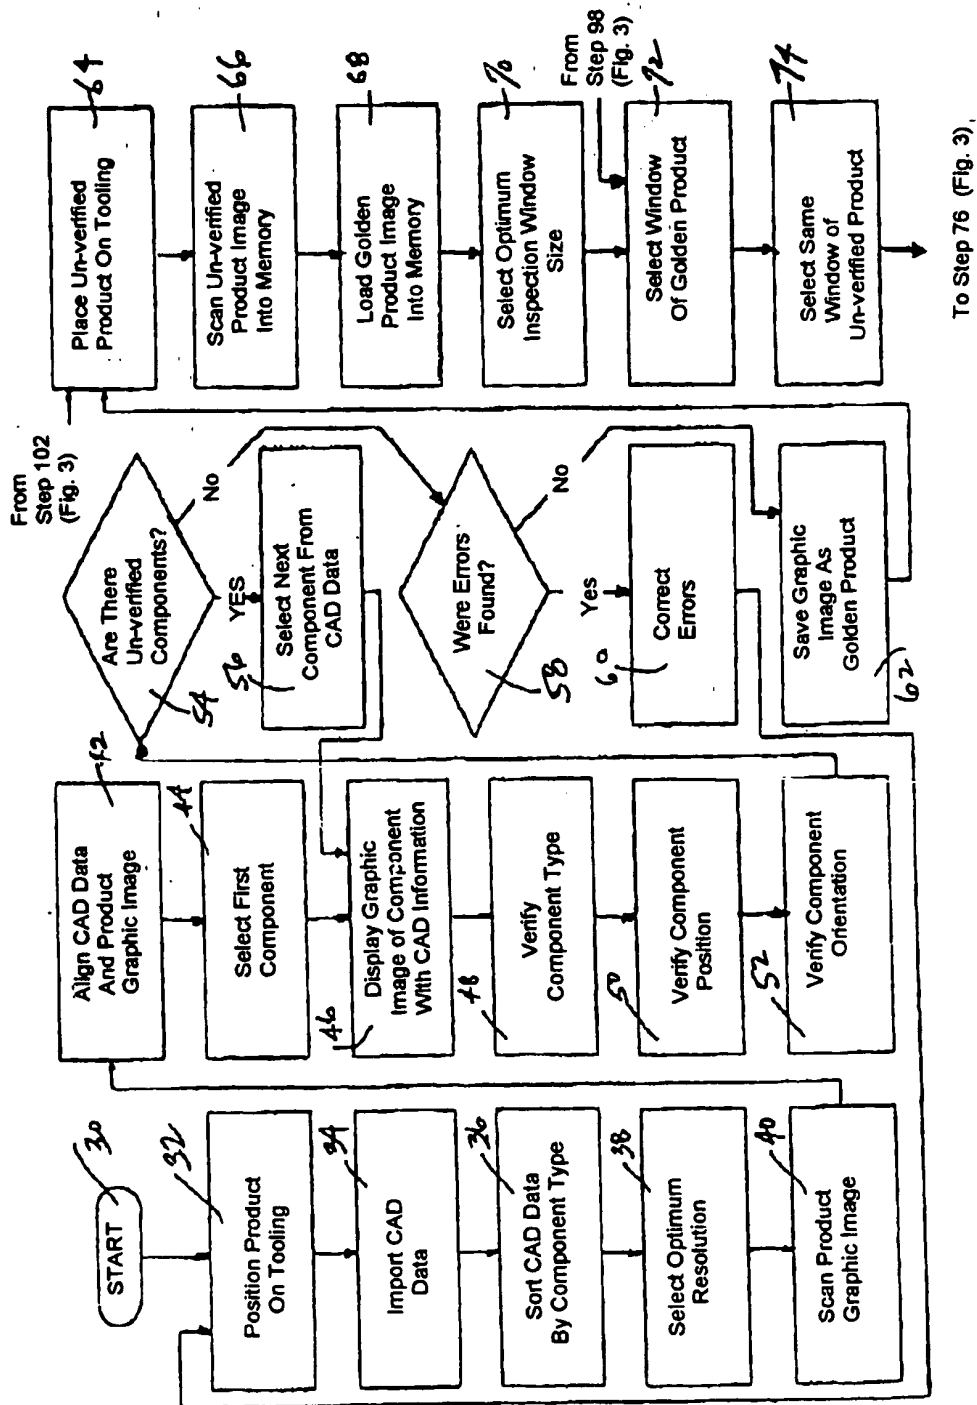 START
30
Position Product
On Tooling
32
Import CAD
Data
34
Sort CAD Data
By Component Type
36
Select Optimum
Resolution
38
Scan Product
Graphic Image
40
Align CAD Data
And Product
Graphic Image
42
Select First
Component
44
Display Graphic
Image of Component
With CAD Information
46
Verify
Component Type
48
Verify Component
Position
50
Verify Component
Orientation
52
From
Step 102
(Fig. 3)
Are There
Un-verified
Components?
54
No
YES
Select Next
Component From
CAD Data
56
Were Errors
Found?
58
No
Yes
Correct
Errors
60
Save Graphic
Image As
Golden Product
62
Place Un-verified
Product On Tooling
64
Scan Un-verified
Product Image
Into Memory
66
Load Golden
Product Image
Into Memory
68
Select Optimum
Inspection Window
Size
70
From
Step 98
(Fig. 3)
Select Window
Of Golden Product
72
Select Same
Window of
Un-verified Product
74
To Step 76 (Fig. 3)